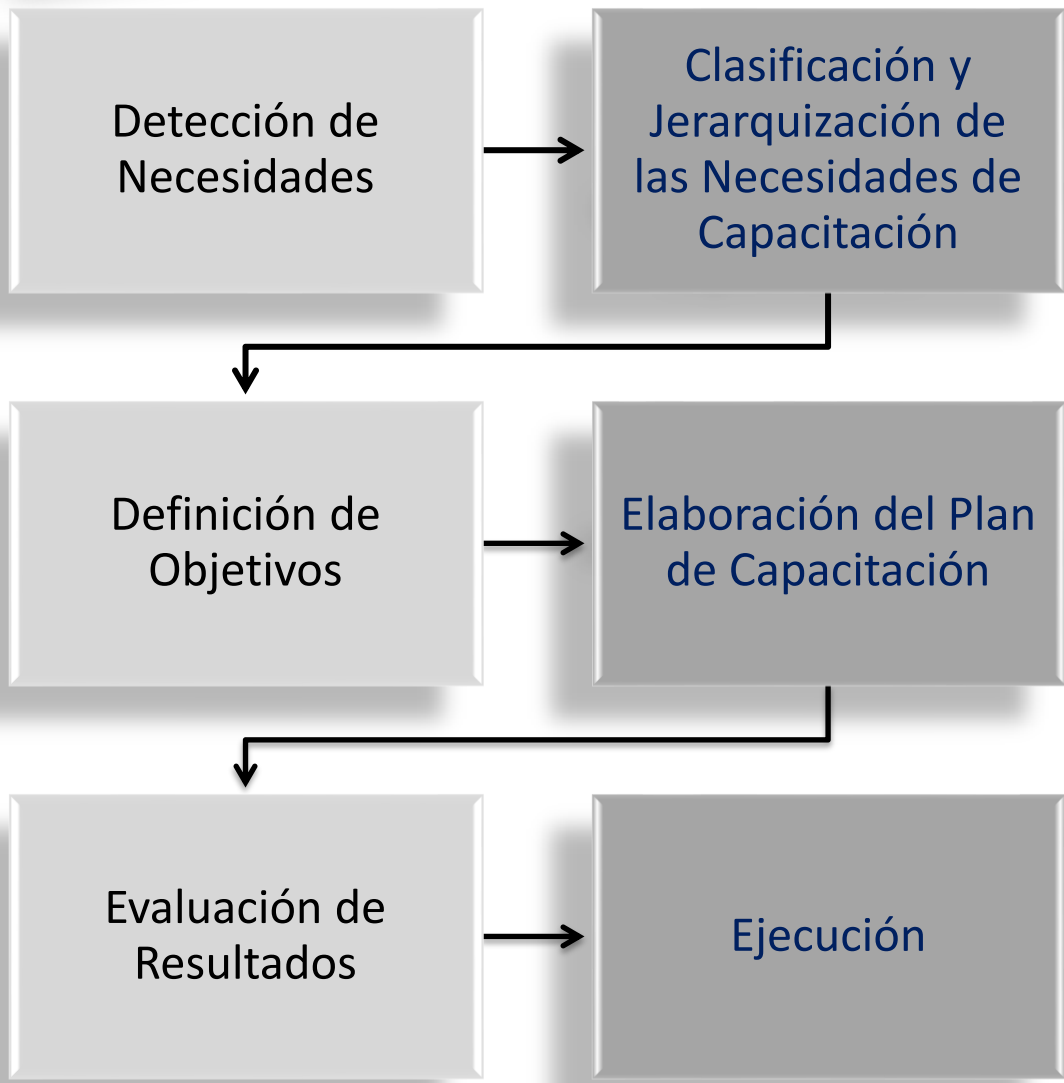 Detección de
Necesidades
Clasificación y
Jerarquización de
las Necesidades de
Capacitación
Definición de
Objetivos
Elaboración del Plan
de Capacitación
Evaluación de
Resultados
Ejecución